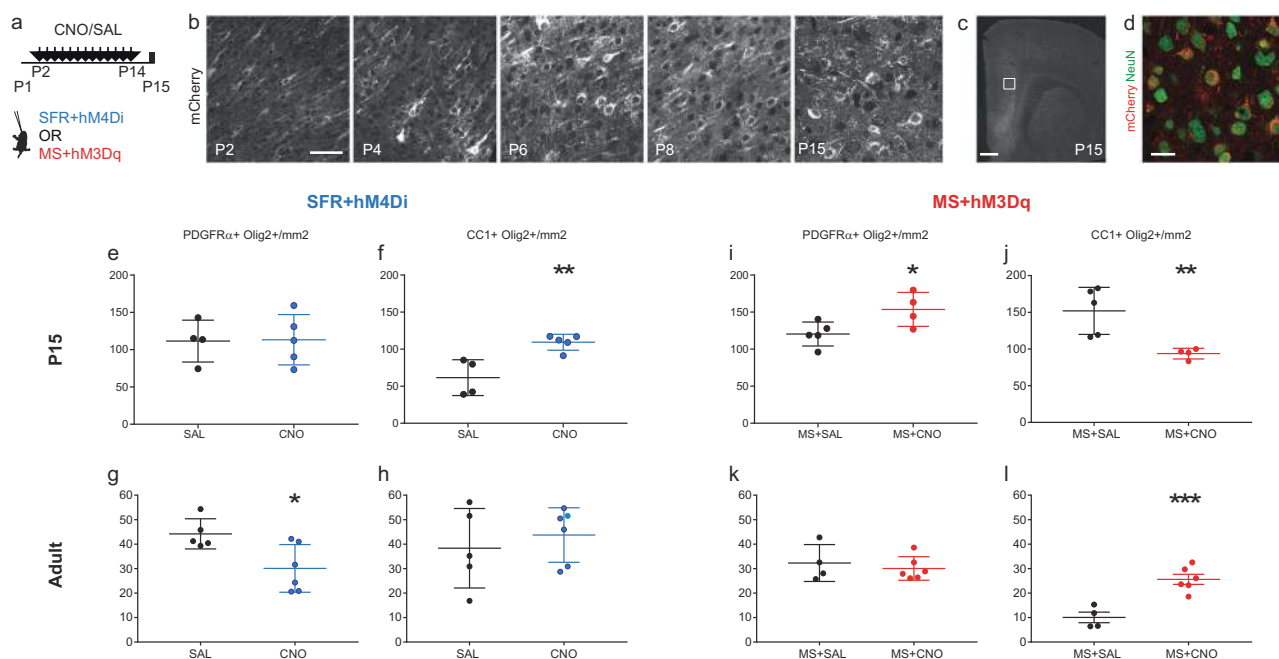 a
CNO/SAL
P2 P14
P1 P15
SFR+hM4Di
OR
MS+hM3Dq
b
mCherry
P2
P4
P6
P8
P15
c
P15
d
mCherry NeuN
SFR+hM4Di
MS+hM3Dq
P15
e
PDGFRα+ Olig2+/mm2
200
150
100
50
0
SAL CNO
f
CC1+ Olig2+/mm2
**
200
150
100
50
0
SAL CNO
i
PDGFRα+ Olig2+/mm2
*
200
150
100
50
0
MS+SAL MS+CNO
j
CC1+ Olig2+/mm2
**
200
150
100
50
0
MS+SAL MS+CNO
Adult
g
*
60
50
40
30
20
10
0
SAL CNO
h
60
50
40
30
20
10
0
SAL CNO
k
60
50
40
30
20
10
0
MS+SAL MS+CNO
l
***
60
50
40
30
20
10
0
MS+SAL MS+CNO